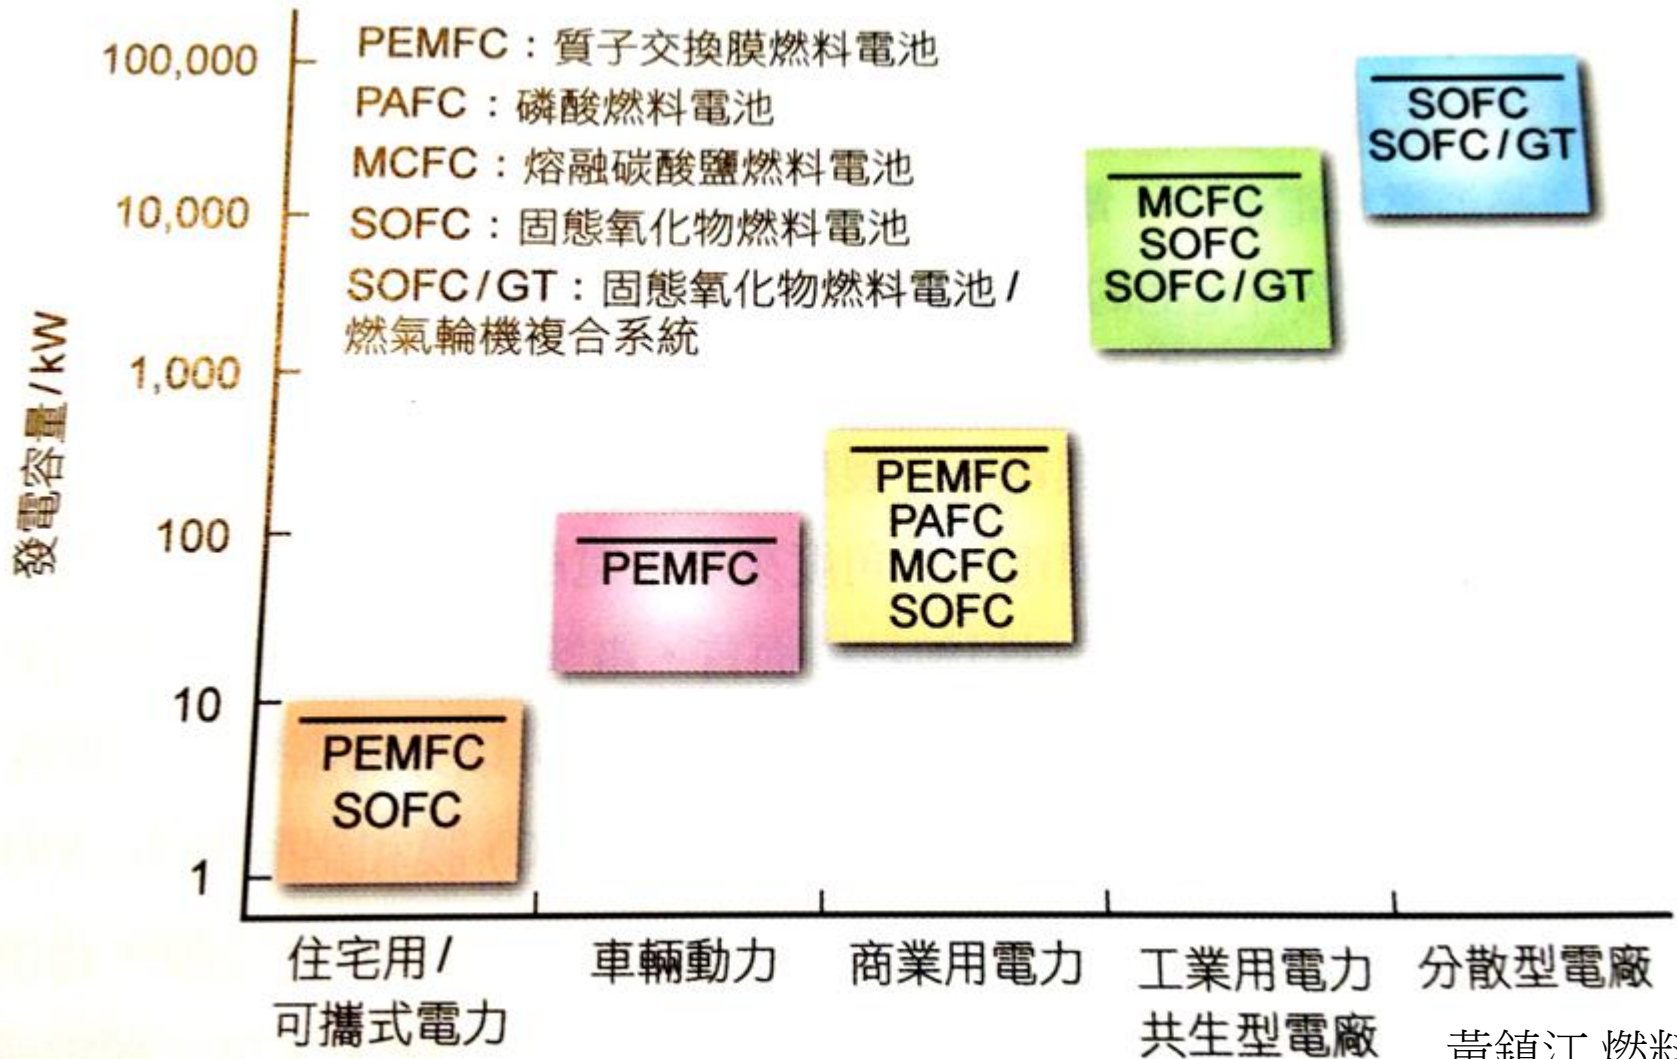 100,000
10,000
1,000
100
10
1
發電容量/kW
PEMFC：質子交換膜燃料電池
PAFC：磷酸燃料電池
MCFC：熔融碳酸鹽燃料電池
SOFC：固態氧化物燃料電池
SOFC/GT：固態氧化物燃料電池/
燃氣輪機複合系統
PEMFC
SOFC
PEMFC
PEMFC
PAFC
MCFC
SOFC
MCFC
SOFC
SOFC/GT
SOFC
SOFC/GT
住宅用/
可攜式電力
車輛動力
商業用電力
工業用電力
共生型電廠
分散型電廠